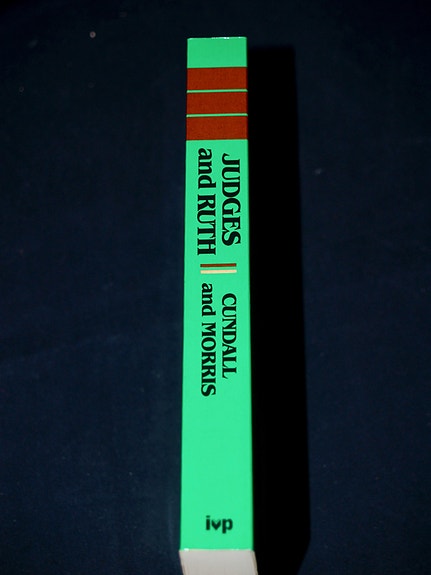 JUDGES
and RUTH
CUNDALL
and MORRIS
ivp